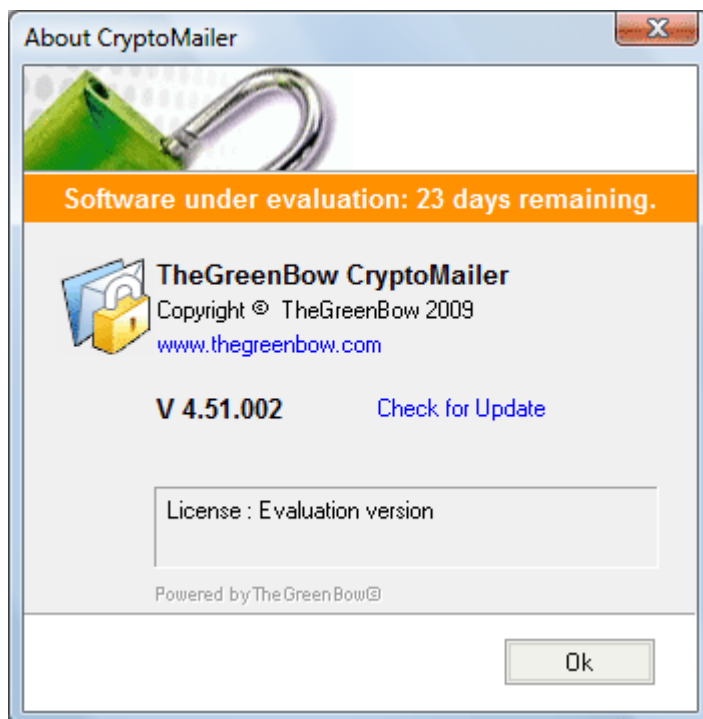 About CryptoMailer
Software under evaluation: 23 days remaining.
TheGreenBow CryptoMailer
Copyright © TheGreenBow 2009
www.thegreenbow.com
V 4.51.002 Check for Update
License : Evaluation version
Powered by TheGreenBow©
Ok